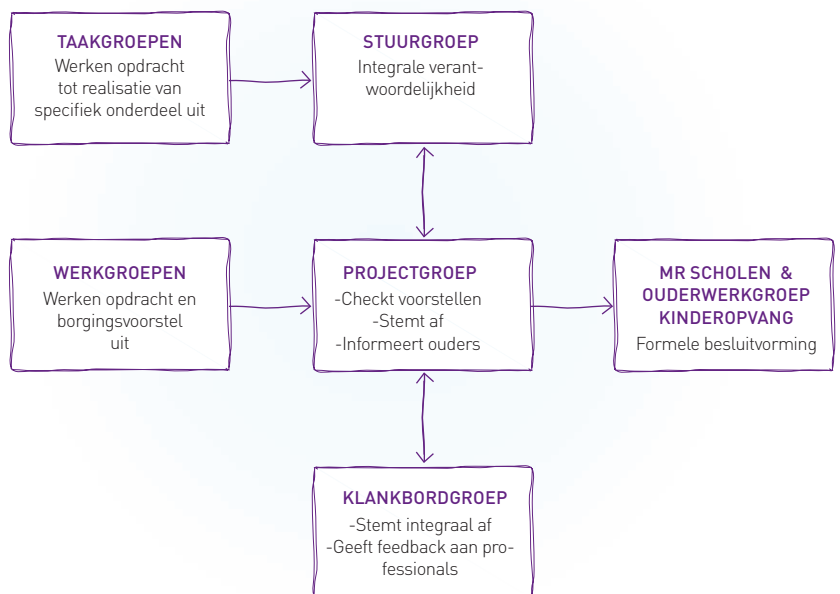 TAAKGROEPEN
Werken opdracht
tot realisatie van
specifiek onderdeel uit
STUURGROEP
Integrale verant-
woordelijkheid
WERKGROEPEN
Werken opdracht en
borgingsvoorstel
uit
PROJECTGROEP
-Checkt voorstellen
-Stemt af
-Informeert ouders
MR SCHOLEN &
OUDERWERKGROEP
KINDEROPVANG
Formele besluitvorming
KLANKBORDGROEP
-Stemt integraal af
-Geeft feedback aan pro-
fessionals